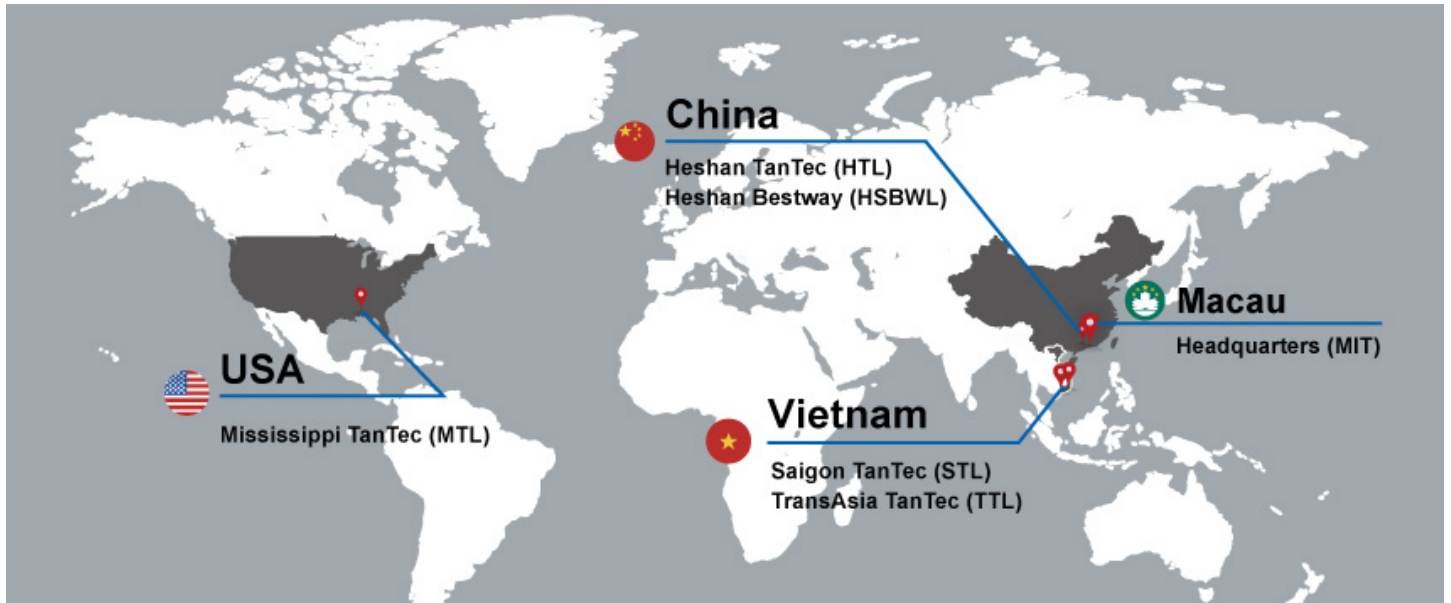 China
Heshan TanTec (HTL)
Heshan Bestway (HSBWL)
Macau
Headquarters (MIT)
USA
Mississippi TanTec (MTL)
Vietnam
Saigon TanTec (STL)
TransAsia TanTec (TTL)